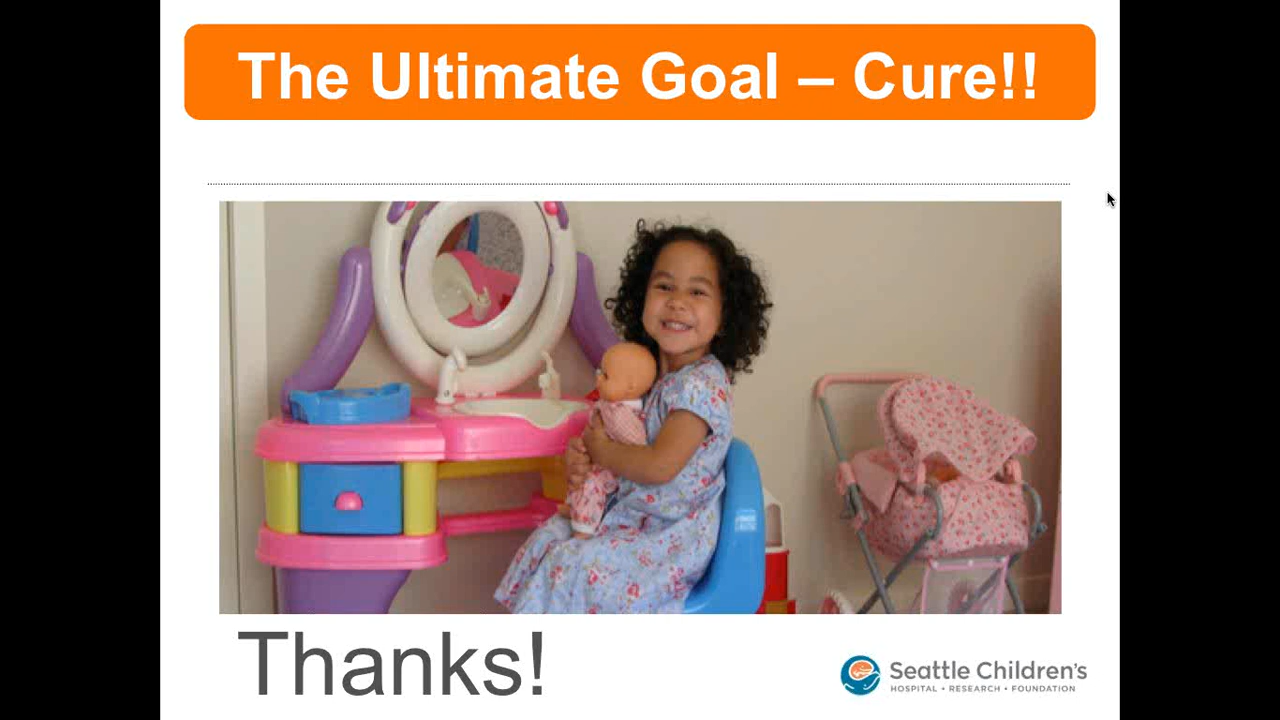 The Ultimate Goal – Cure!!
Thanks!
Seattle Children's
HOSPITAL • RESEARCH • FOUNDATION